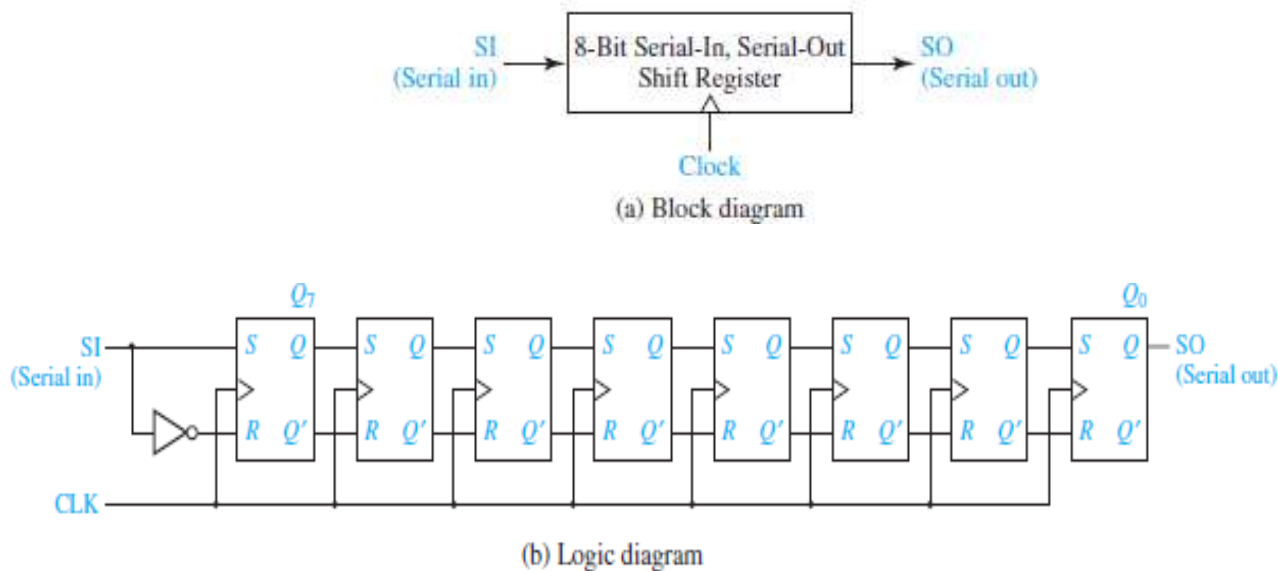 SI
(Serial in)
8-Bit Serial-In, Serial-Out
Shift Register
SO
(Serial out)
Clock
(a) Block diagram
Q7 Q0
SI S Q S Q S Q S Q S Q S Q S Q S Q SO
(Serial in) (Serial out)
R Q' R Q' R Q' R Q' R Q' R Q' R Q' R Q'
CLK
(b) Logic diagram